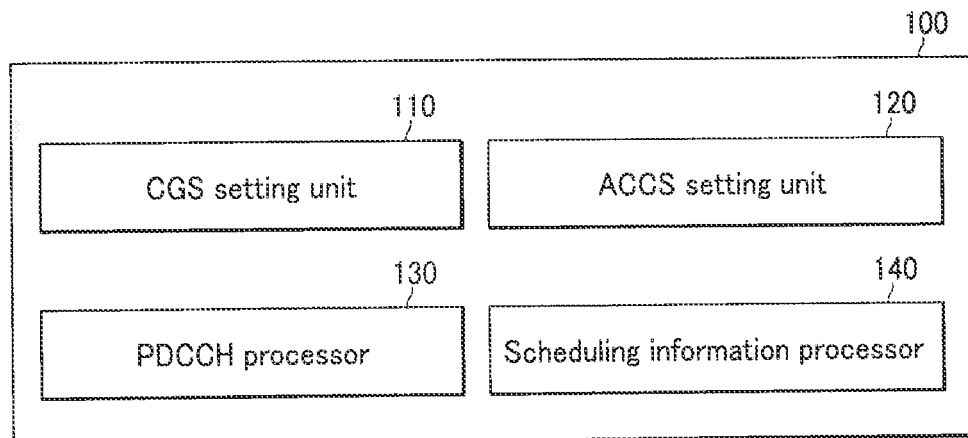 100
110
120
CGS setting unit
ACCS setting unit
130
140
PDCCH processor
Scheduling information processor